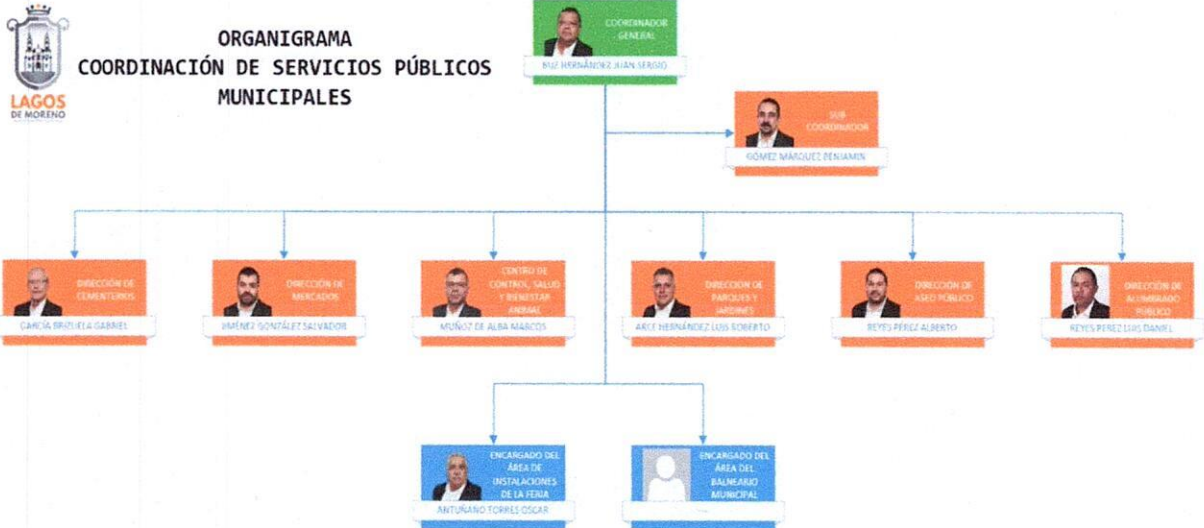 ORGANIGRAMA
COORDINACIÓN DE SERVICIOS PÚBLICOS
MUNICIPALES
LAGOS
DE MORENO
COORDINADOR
GENERAL
RUZ HERNÁNDEZ JUAN SERGIO
SUB
COORDINADOR
GÓMEZ MÁRQUEZ BENJAMIN
DIRECCIÓN DE
CEMENTERIOS
GARCÍA BRIZUELA GABRIEL
DIRECCIÓN DE
MERCADOS
JIMÉNEZ GONZÁLEZ SALVADOR
CENTRO DE
CONTROL, SALUD
Y BIENESTAR
ANIMAL
MUÑOZ DE ALBA MARCOS
DIRECCIÓN DE
PARQUES Y
JARDINES
ARCE HERNÁNDEZ LUIS ROBERTO
DIRECCIÓN DE
ASEO PÚBLICO
REYES PÉREZ ALBERTO
DIRECCIÓN DE
ALUMBRADO
PÚBLICO
REYES PEREZ LUIS DANIEL
ENCARGADO DEL
ÁREA DE
INSTALACIONES
DE LA FERIA
ANTUÑANO TORRES OSCAR
ENCARGADO DEL
ÁREA DEL
BALNEARIO
MUNICIPAL